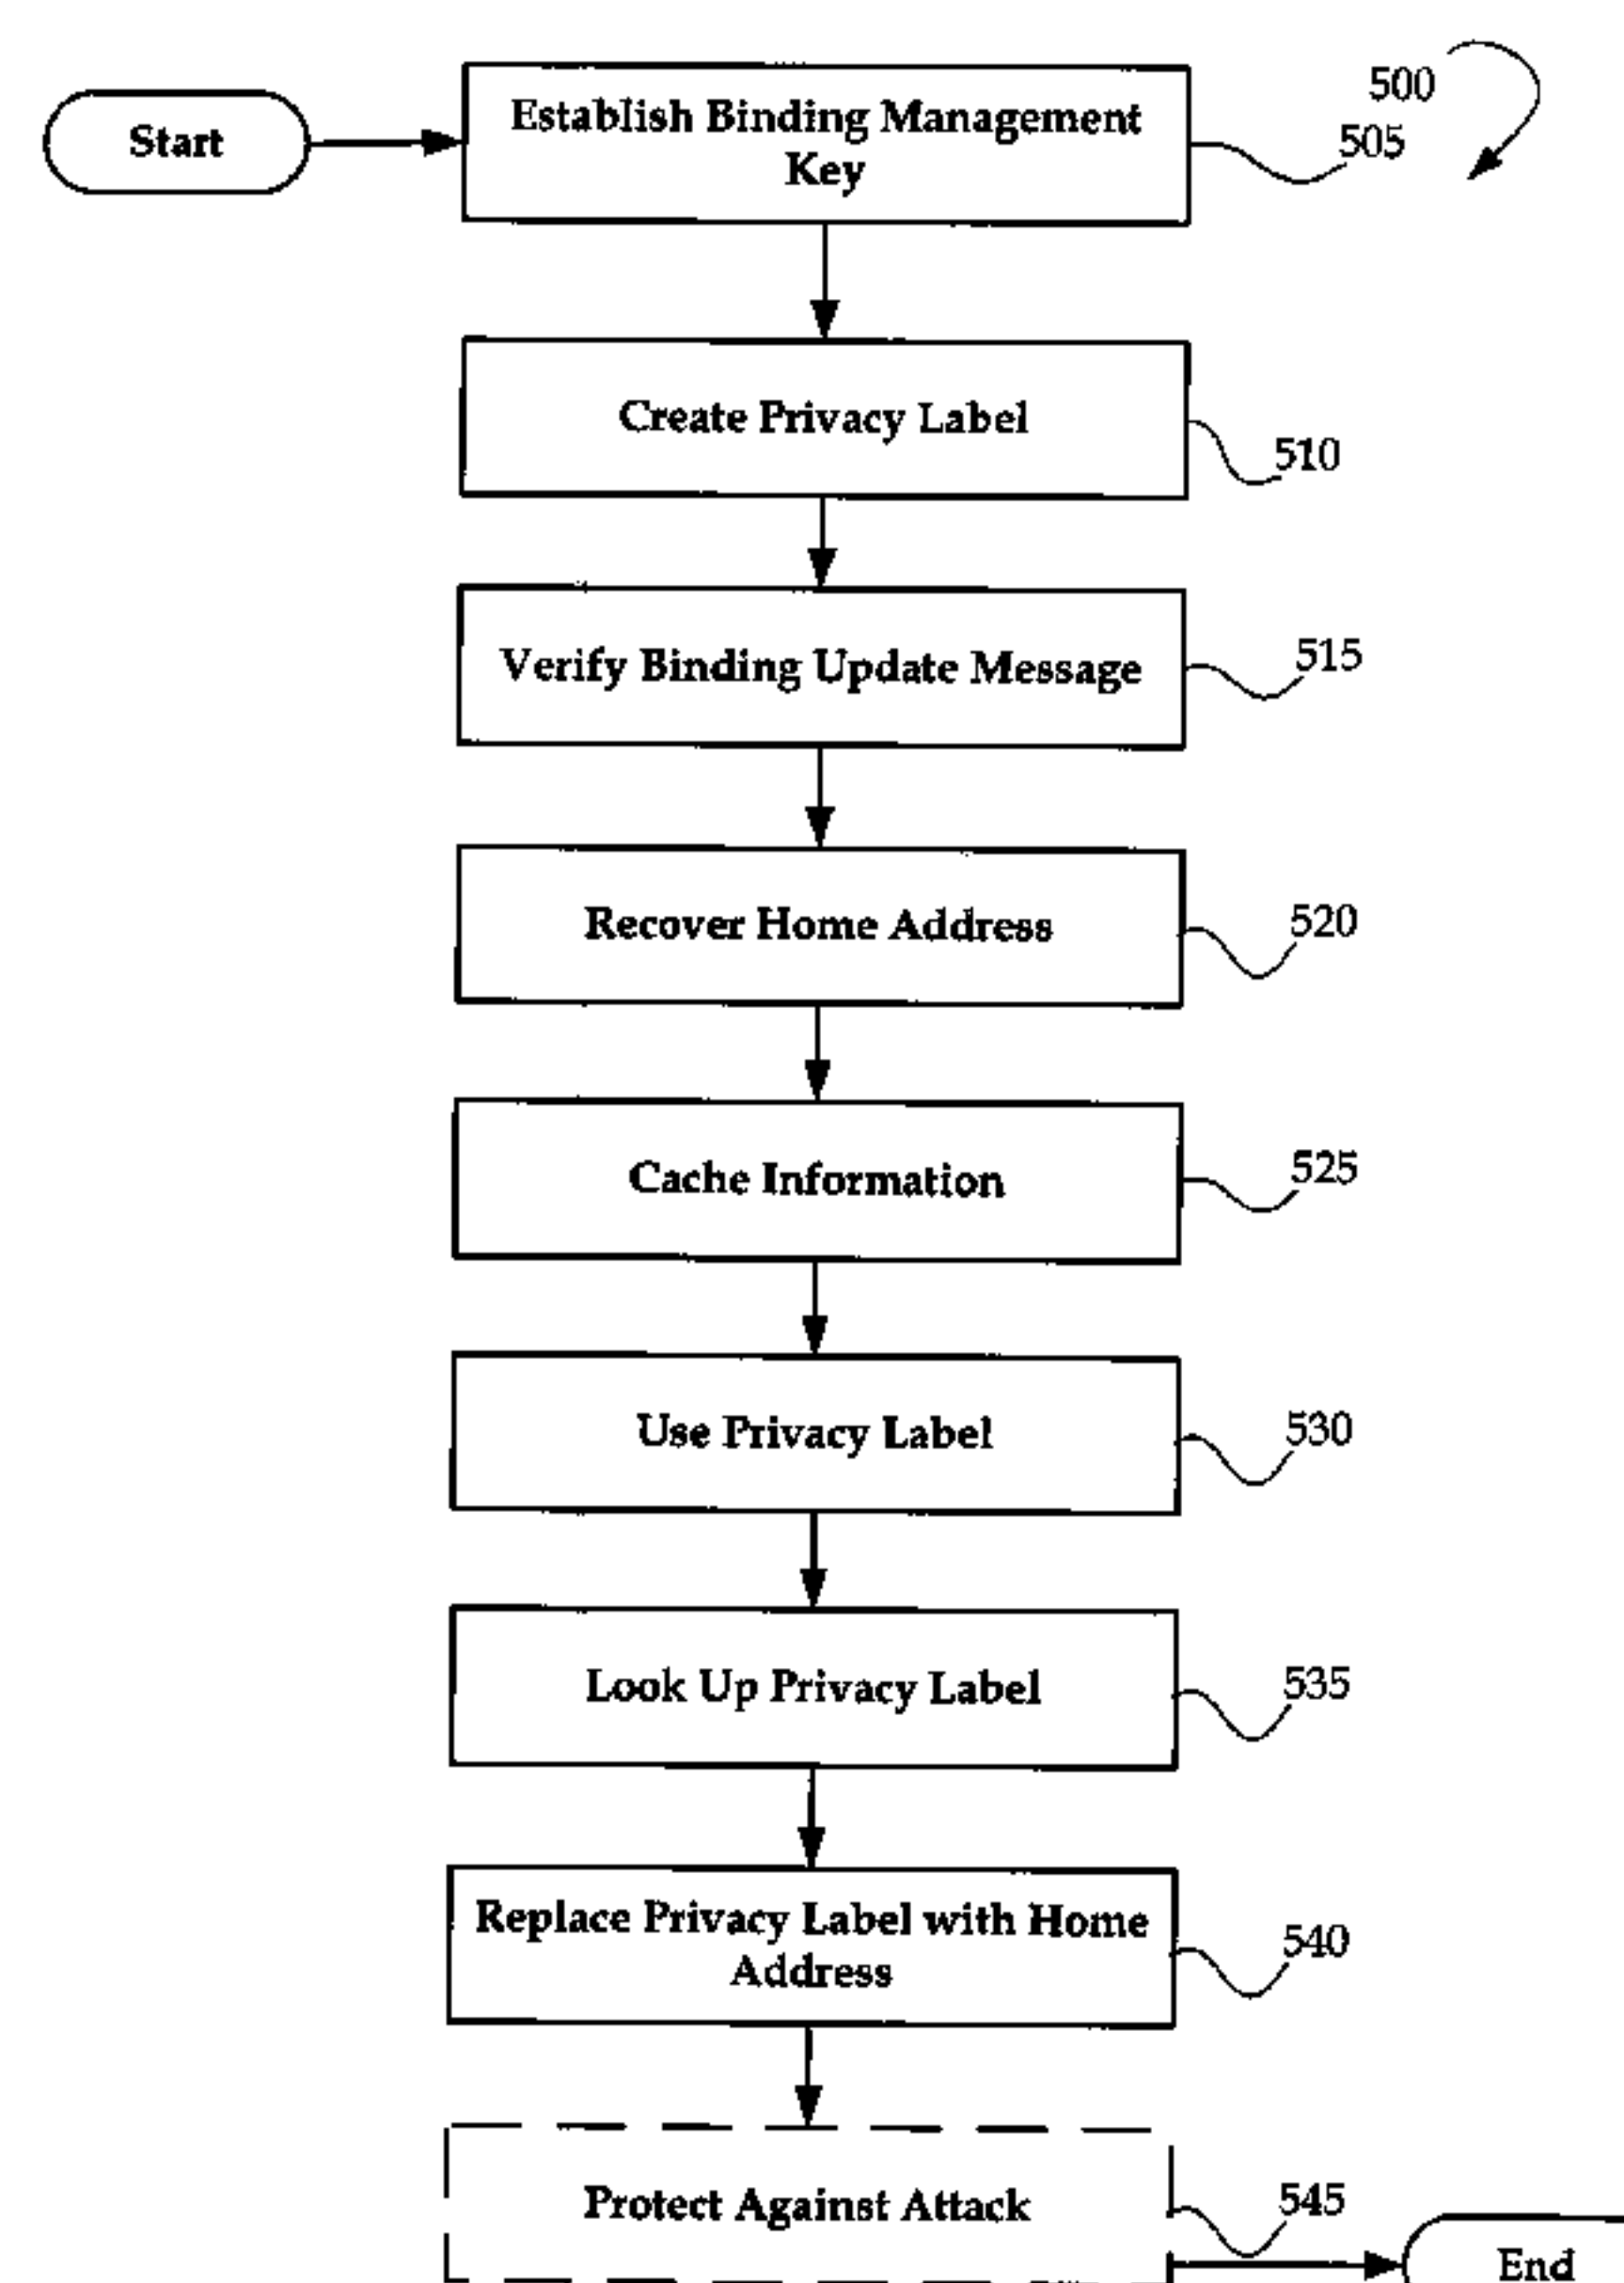 500
Start
Establish Binding Management
Key
505
Create Privacy Label
510
Verify Binding Update Message
515
Recover Home Address
520
Cache Information
525
Use Privacy Label
530
Look Up Privacy Label
535
Replace Privacy Label with Home
Address
540
Protect Against Attack
545
End